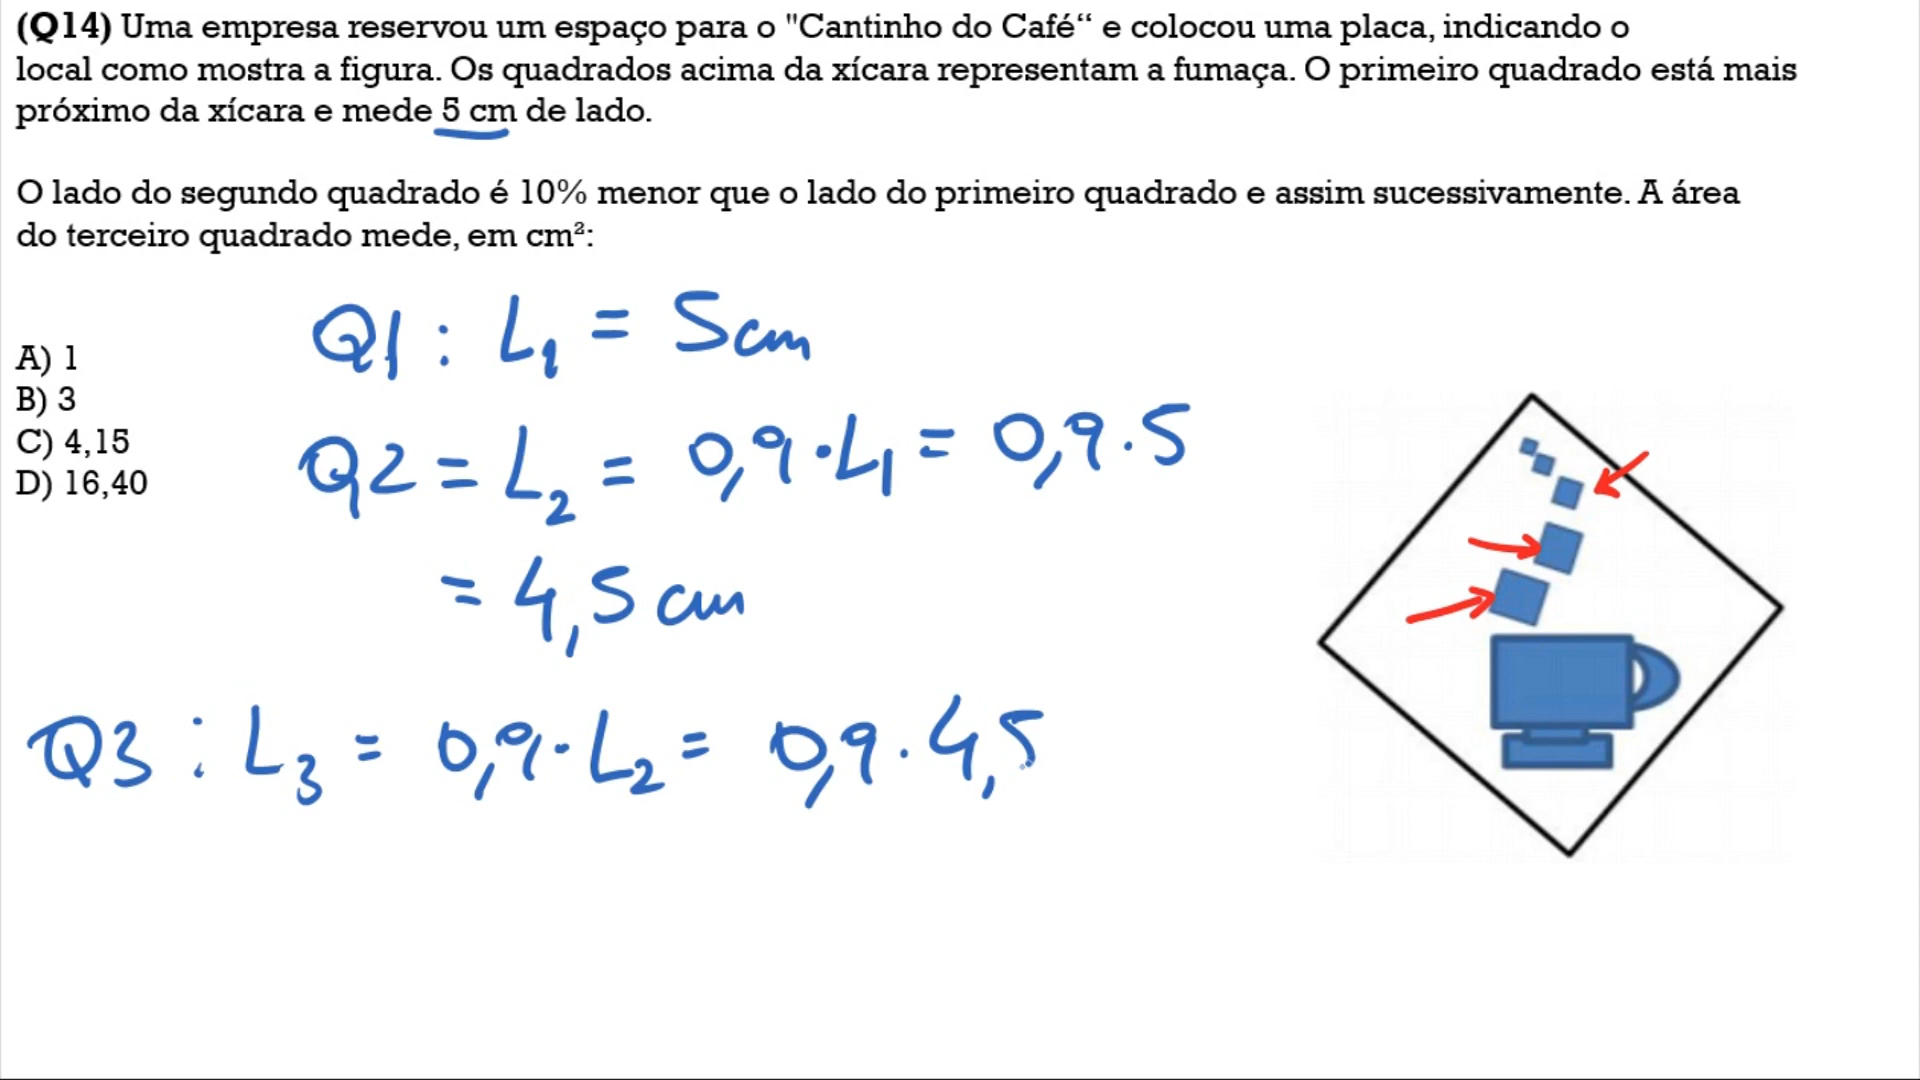 (Q14) Uma empresa reservou um espaço para o "Cantinho do Café“ e colocou uma placa, indicando o
local como mostra a figura. Os quadrados acima da xícara representam a fumaça. O primeiro quadrado está mais
próximo da xícara e mede 5 cm de lado.
O lado do segundo quadrado é 10% menor que o lado do primeiro quadrado e assim sucessivamente. A área
do terceiro quadrado mede, em cm²:
A) 1
B) 3
C) 4,15
D) 16,40
Q1 : L₁ = 5cm
Q2 = L₂ = 0,9·L₁ = 0,9.5
= 4,5 cm
Q3 : L₃ = 0,9·L₂ = 0,9.4,5